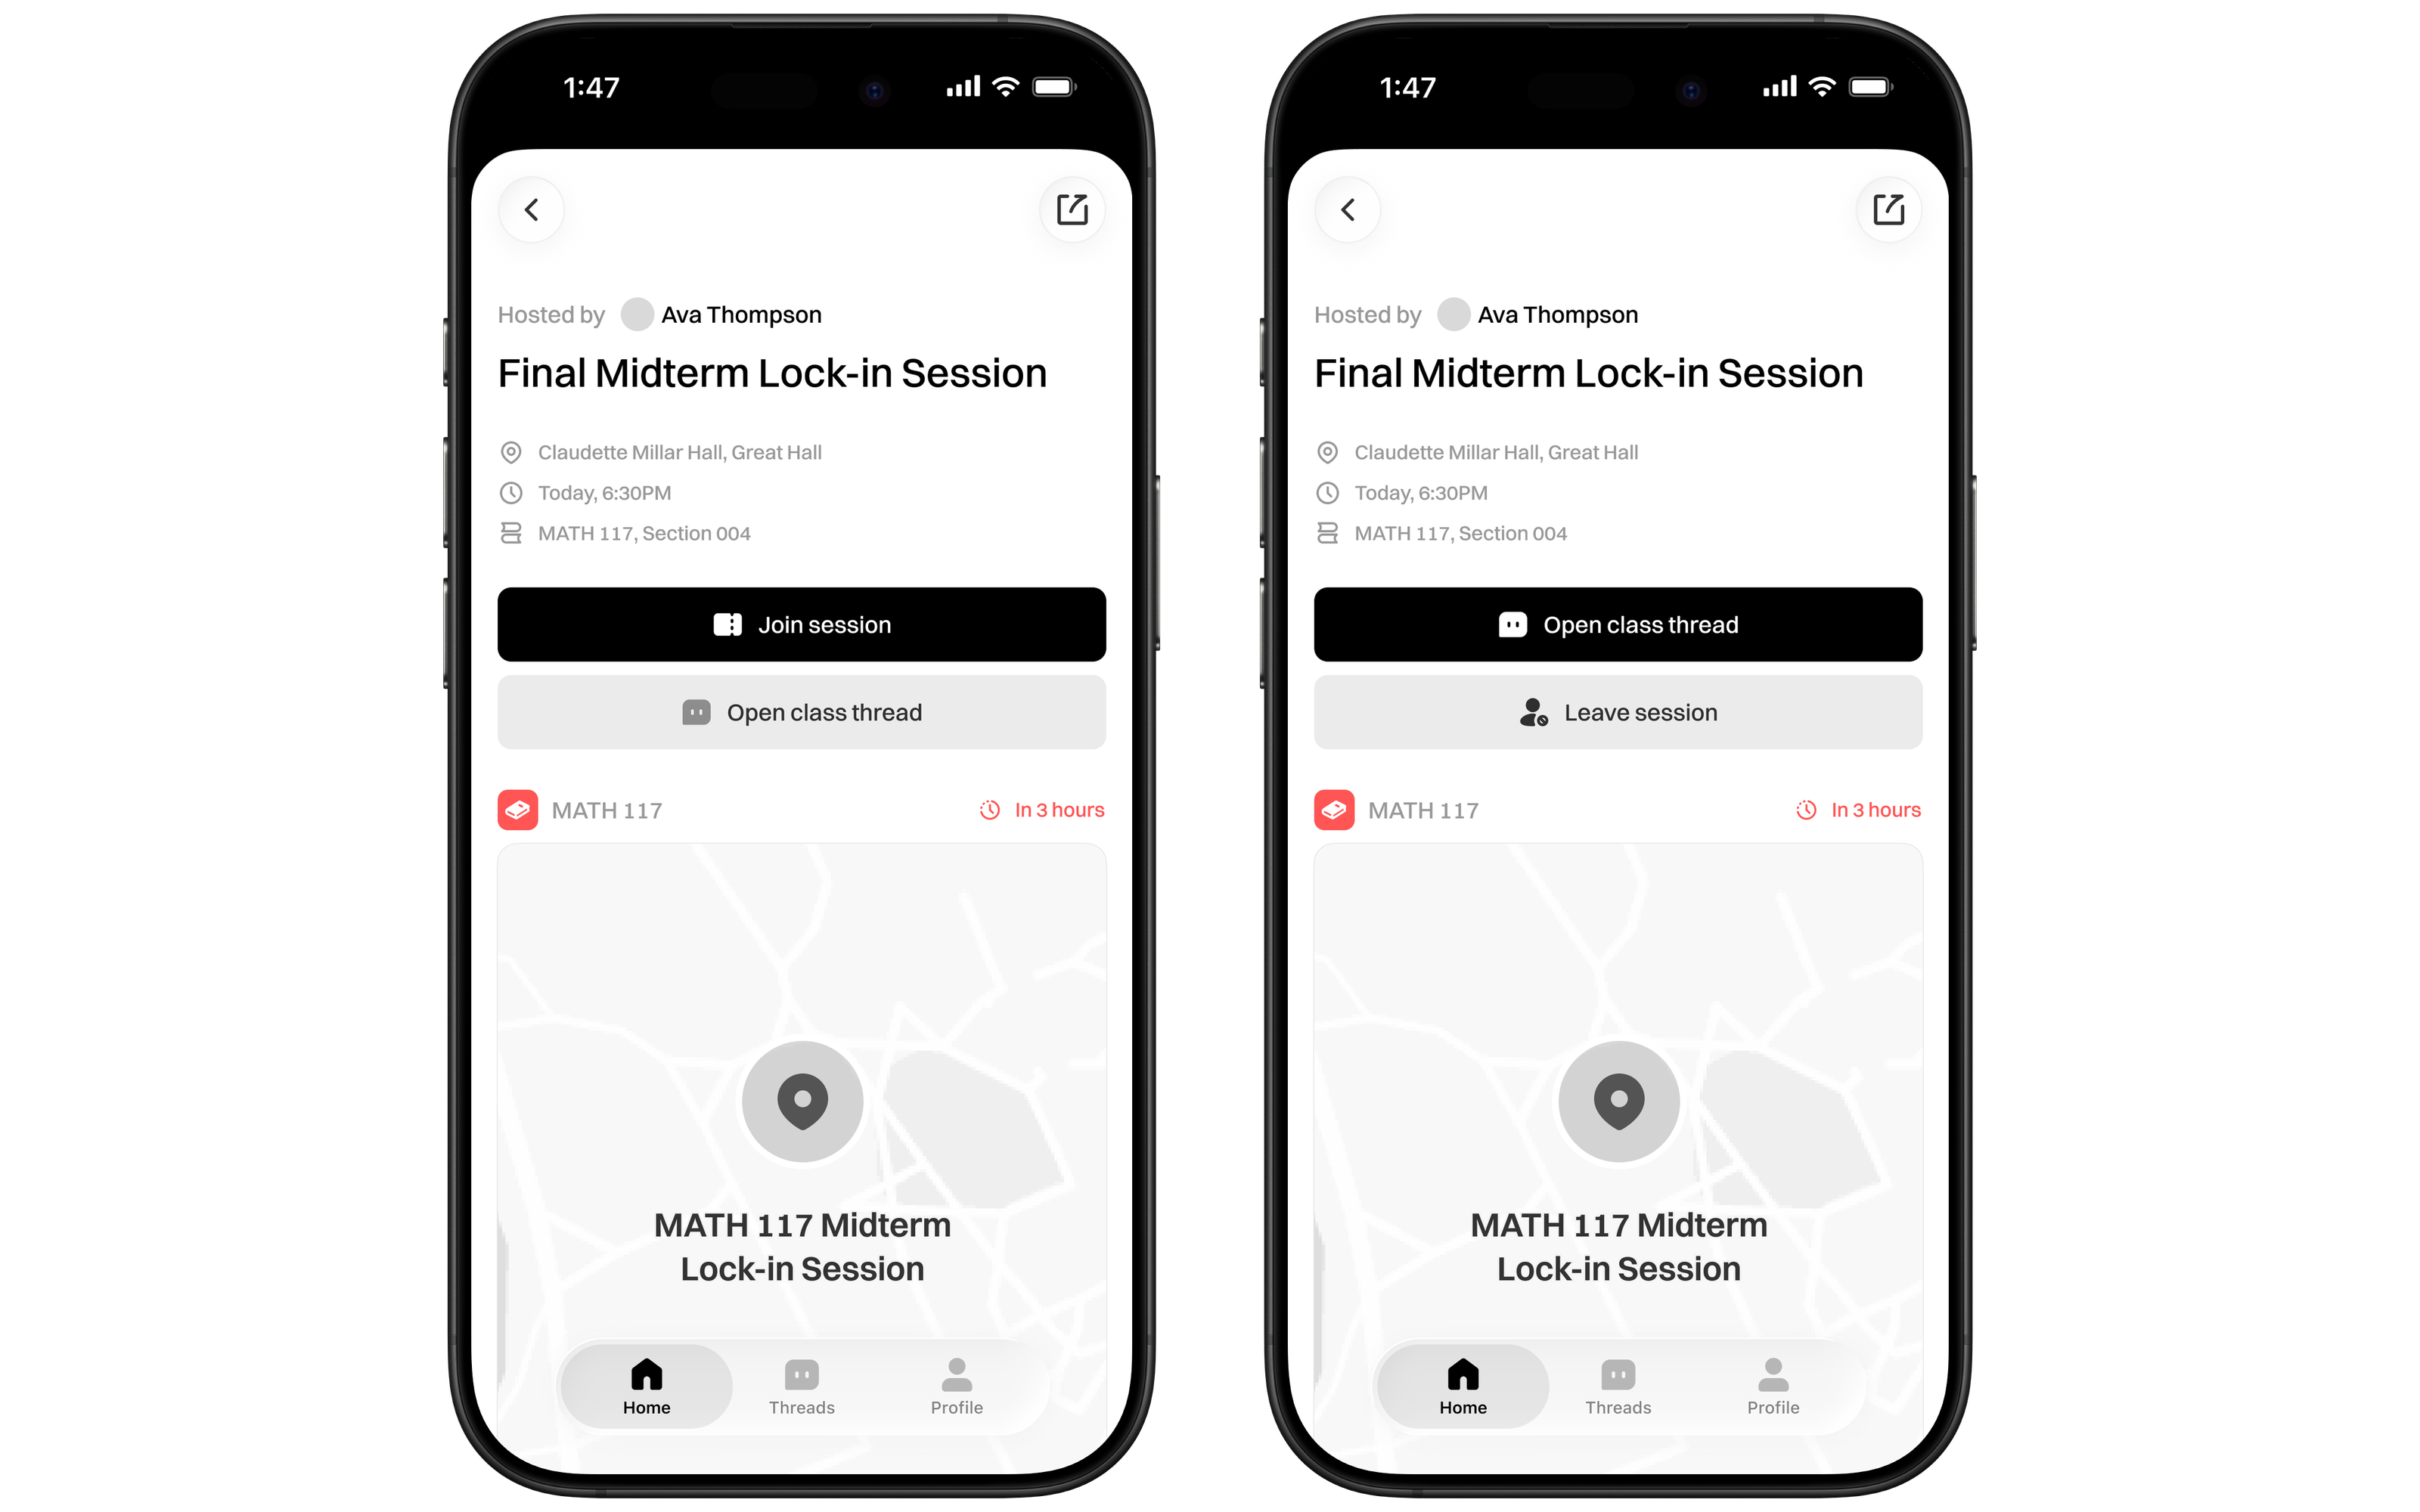 1:47
Hosted by Ava Thompson
Final Midterm Lock-in Session
Claudette Millar Hall, Great Hall
Today, 6:30PM
MATH 117, Section 004
Join session
Open class thread
MATH 117 In 3 hours
MATH 117 Midterm
Lock-in Session
Home Threads Profile
1:47
Hosted by Ava Thompson
Final Midterm Lock-in Session
Claudette Millar Hall, Great Hall
Today, 6:30PM
MATH 117, Section 004
Open class thread
Leave session
MATH 117 In 3 hours
MATH 117 Midterm
Lock-in Session
Home Threads Profile